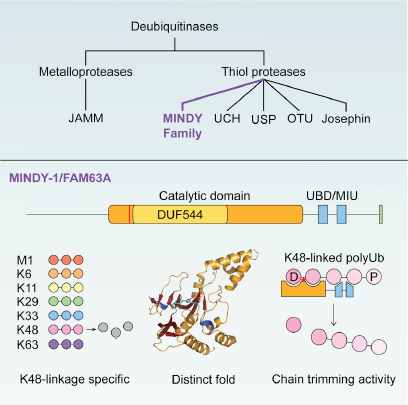 Deubiquitinases
Metalloproteases
Thiol proteases
JAMM
MINDY
Family
UCH
USP
OTU
Josephin
MINDY-1/FAM63A
Catalytic domain
UBD/MIU
DUF544
M1
K6
K11
K29
K33
K48
K63
K48-linked polyUb
D
P
K48-linkage specific
Distinct fold
Chain trimming activity